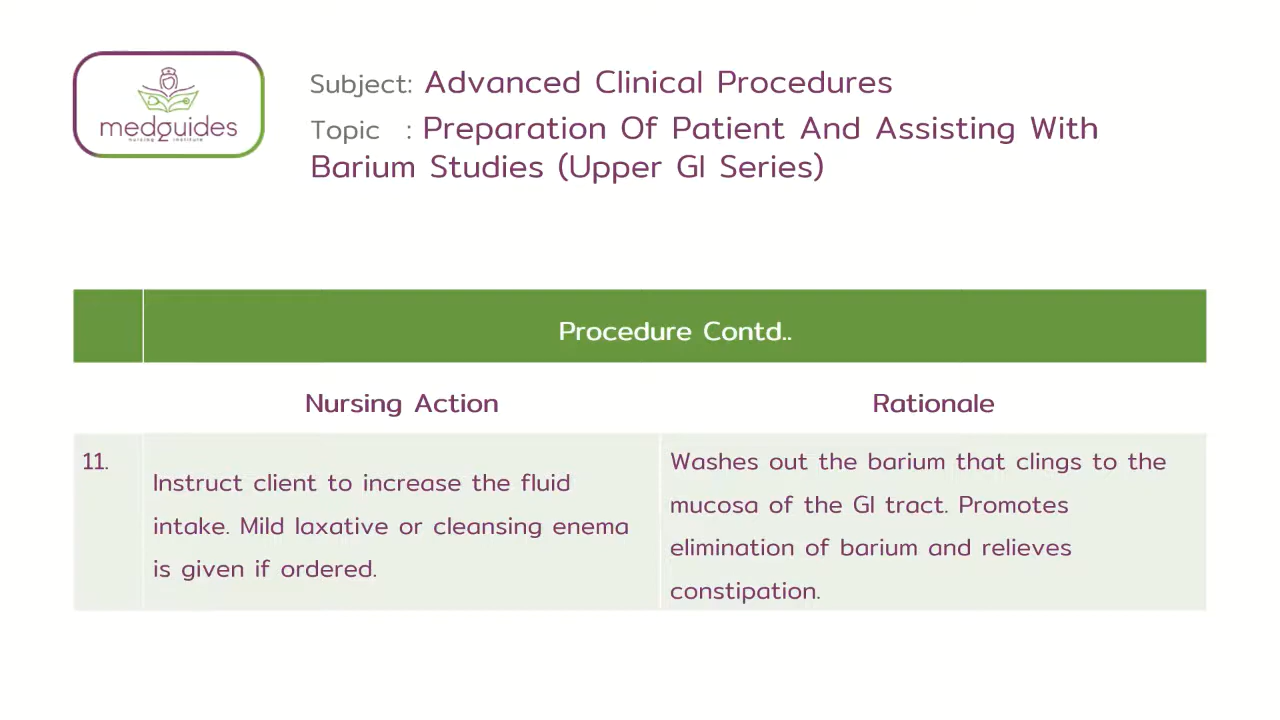 medguides
nursing institute
Subject: Advanced Clinical Procedures
Topic : Preparation Of Patient And Assisting With
Barium Studies (Upper GI Series)
Procedure Contd..
Nursing Action
Rationale
11.
Instruct client to increase the fluid
intake. Mild laxative or cleansing enema
is given if ordered.
Washes out the barium that clings to the
mucosa of the GI tract. Promotes
elimination of barium and relieves
constipation.